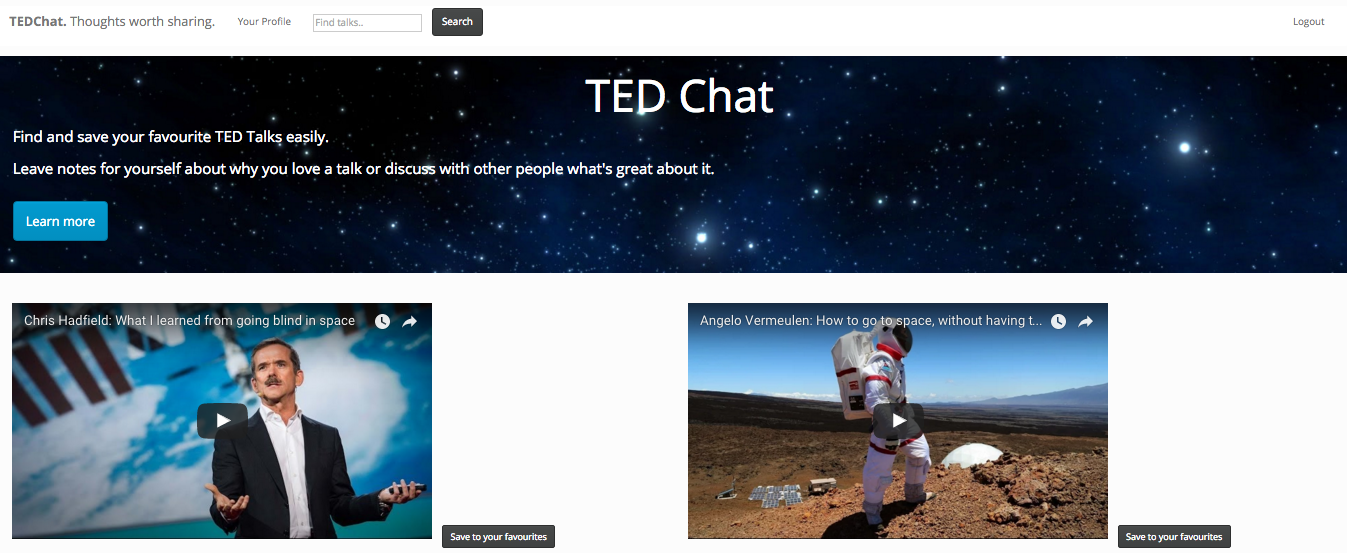 TEDChat. Thoughts worth sharing. Your Profile Find talks.. Search Logout
TED Chat
Find and save your favourite TED Talks easily.
Leave notes for yourself about why you love a talk or discuss with other people what's great about it.
Learn more
Chris Hadfield: What I learned from going blind in space
Save to your favourites
Angelo Vermeulen: How to go to space, without having t...
Save to your favourites